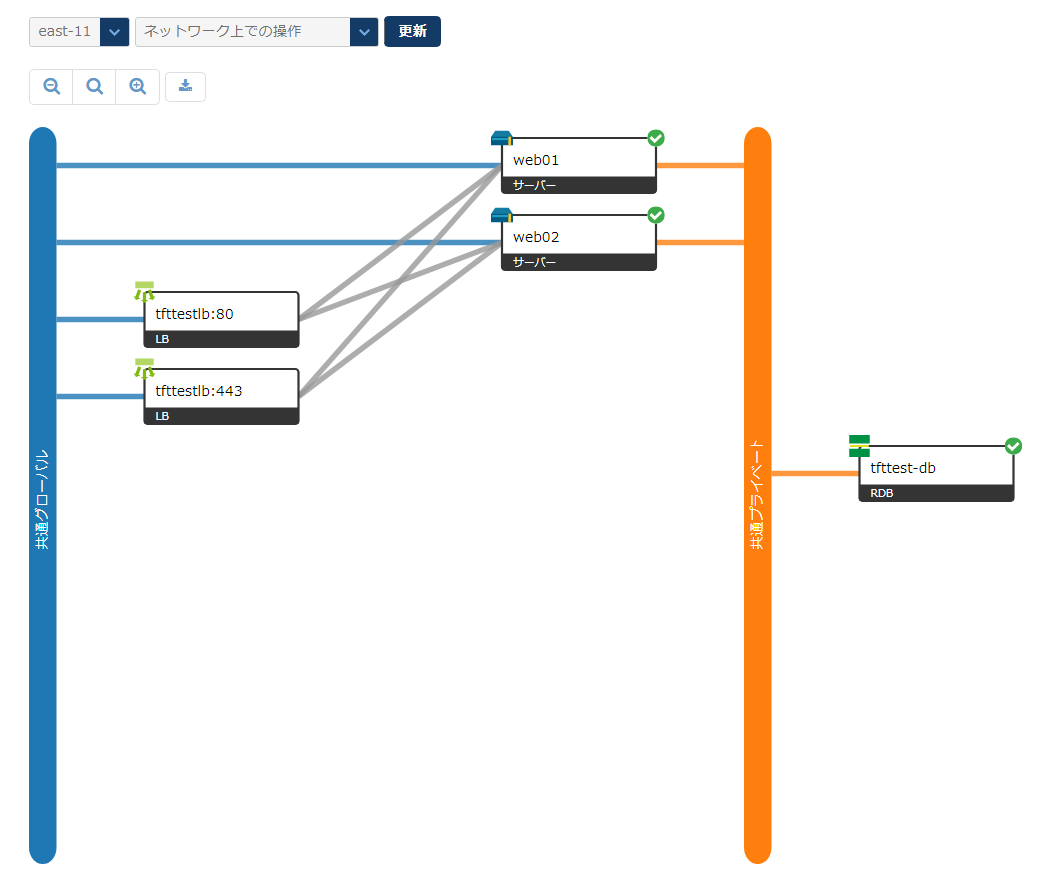 east-11
ネットワーク上での操作
更新
web01
サーバー
web02
サーバー
tfttestlb:80
LB
tfttestlb:443
LB
共通グローバル
共通プライベート
tfttest-db
RDB